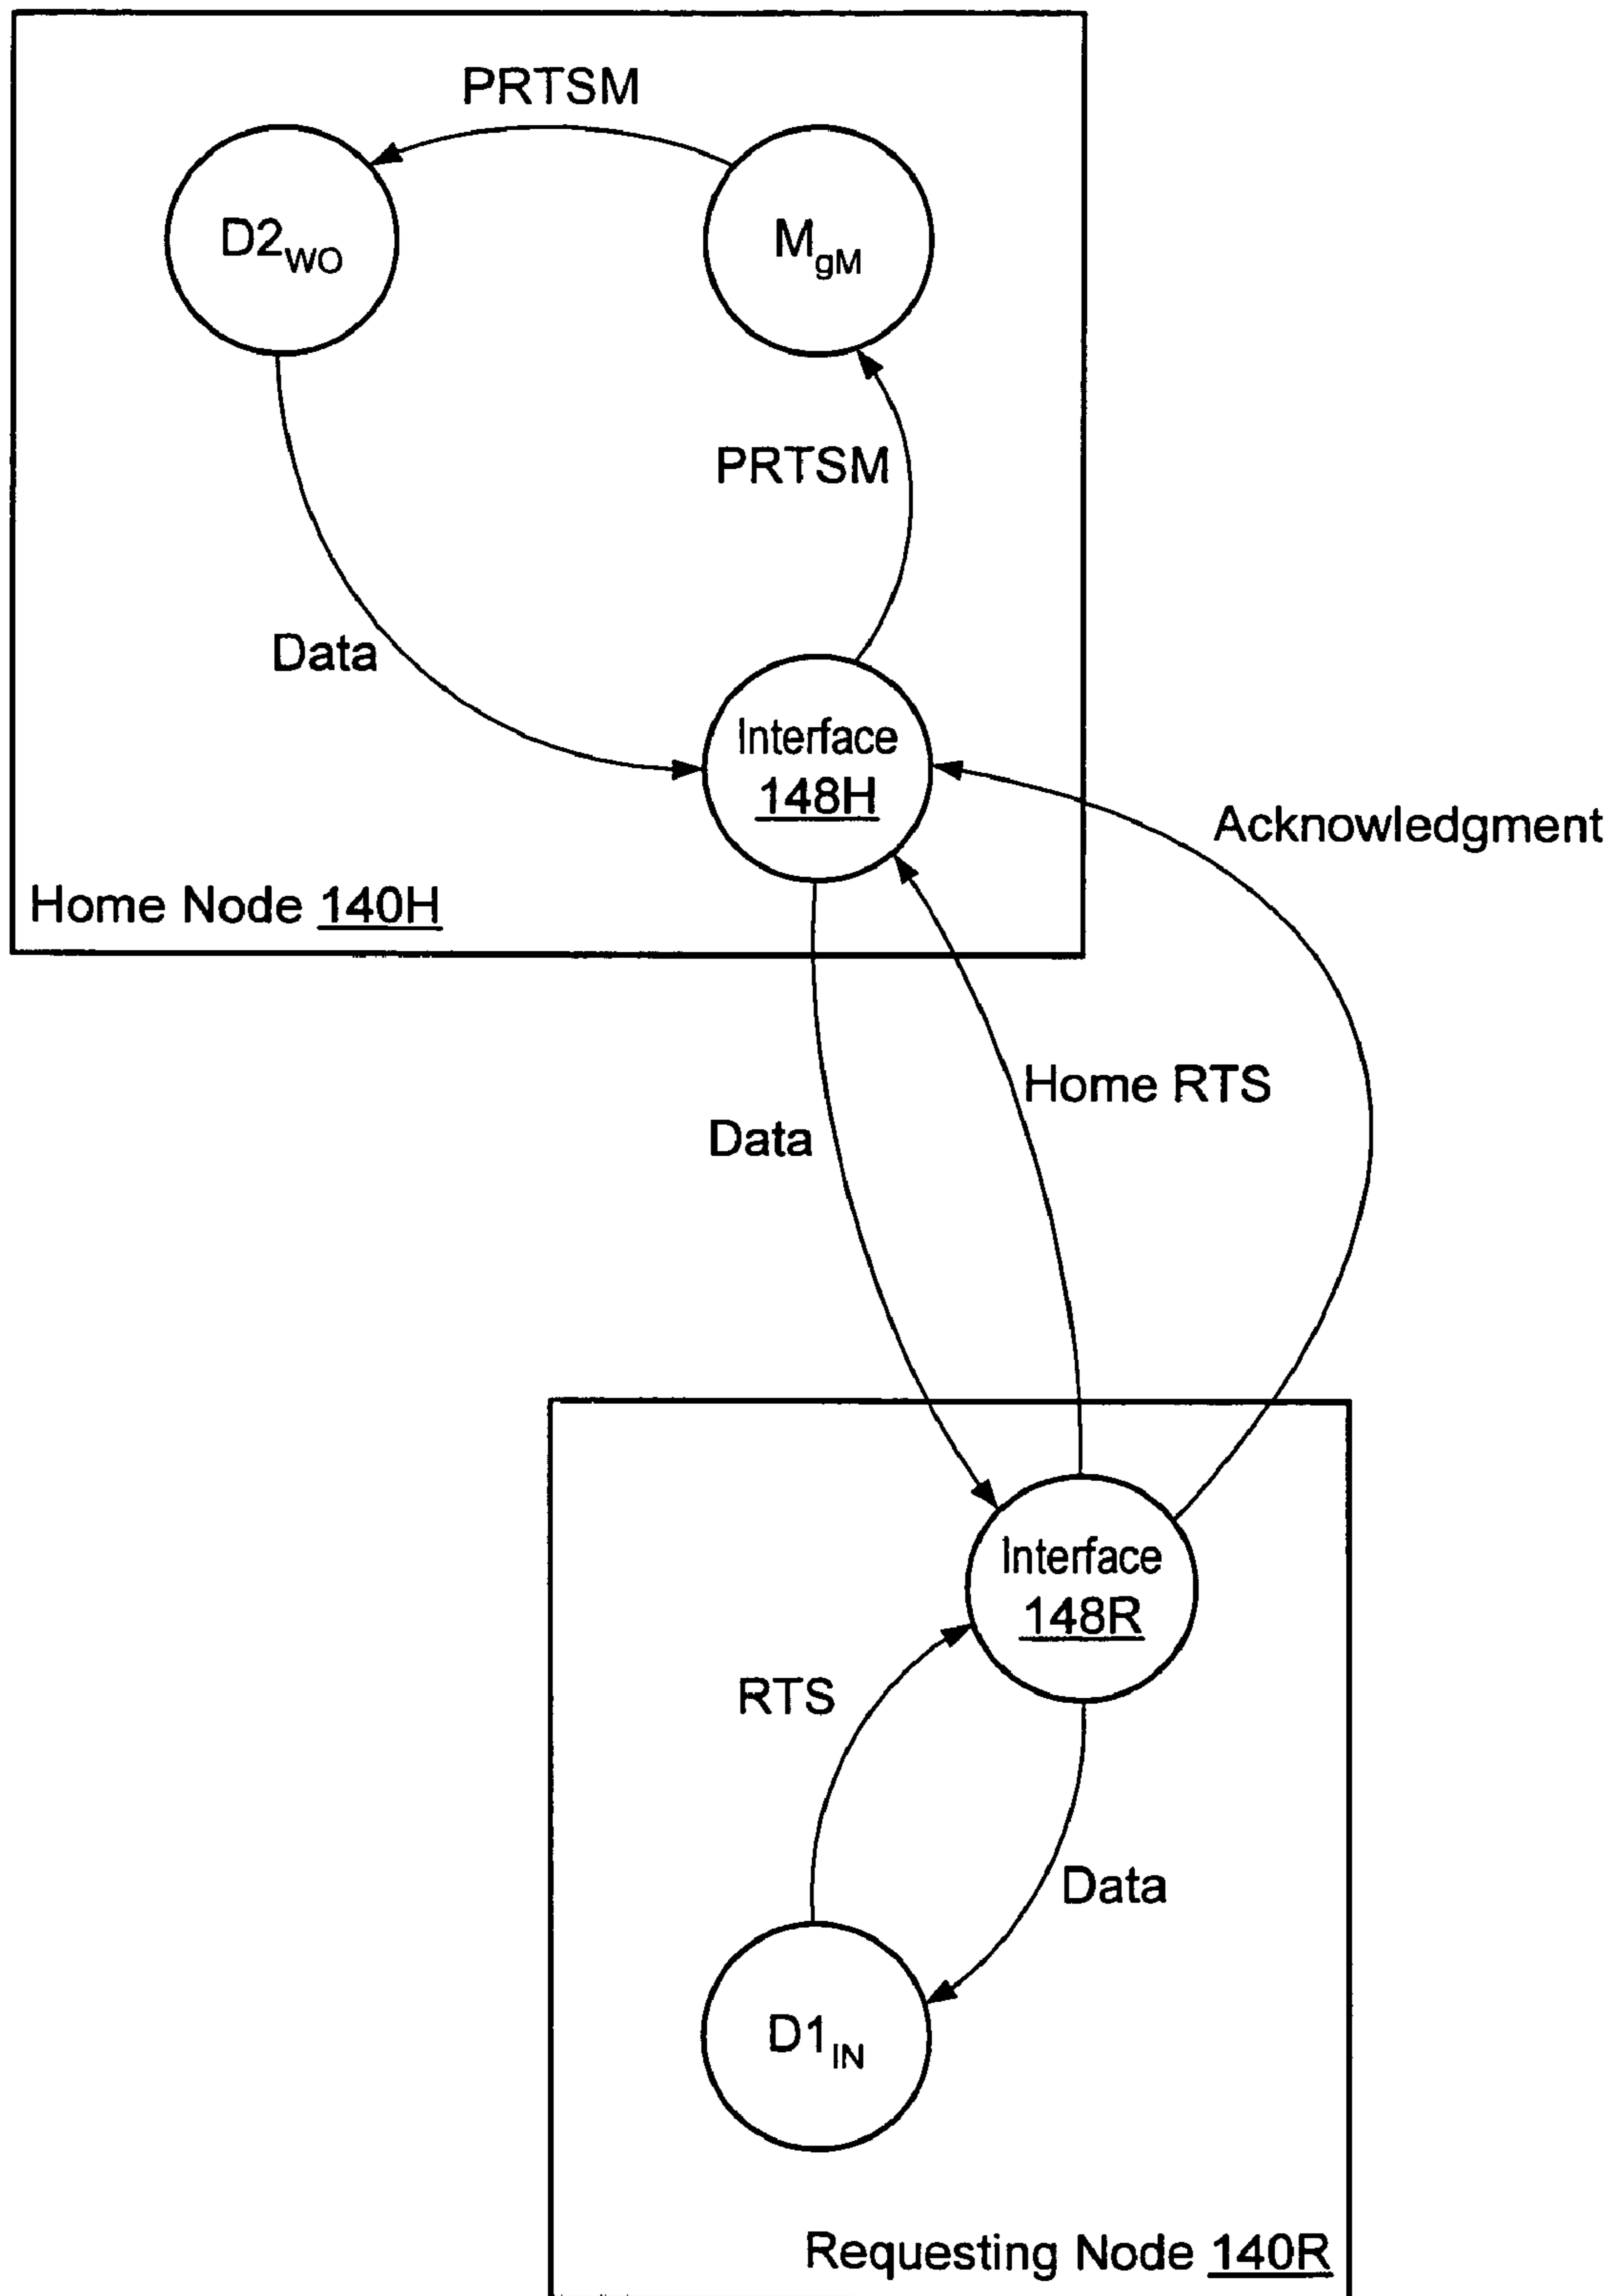 PRTSM
D2WO
MgM
PRTSM
Data
Interface
148H
Acknowledgment
Home Node 140H
Home RTS
Data
Interface
148R
RTS
Data
D1IN
Requesting Node 140R